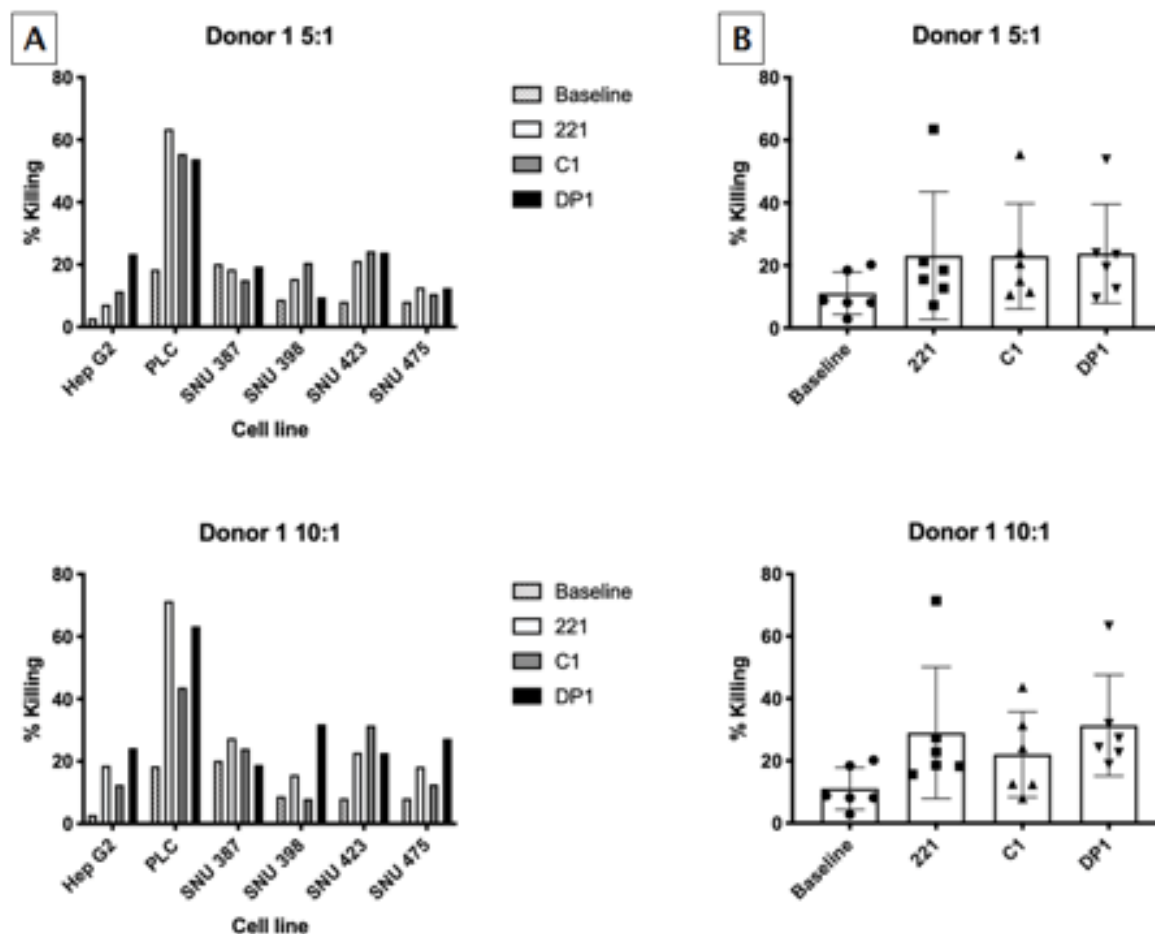 A
Donor 1 5:1
80
60
40
20
0
% Killing
Hep G2
PLC
SNU 387
SNU 398
SNU 423
SNU 475
Cell line
Baseline
221
C1
DP1
B
Donor 1 5:1
80
60
40
20
0
% Killing
Baseline
221
C1
DP1
Donor 1 10:1
80
60
40
20
0
% Killing
Hep G2
PLC
SNU 387
SNU 398
SNU 423
SNU 475
Cell line
Baseline
221
C1
DP1
Donor 1 10:1
80
60
40
20
0
% Killing
Baseline
221
C1
DP1